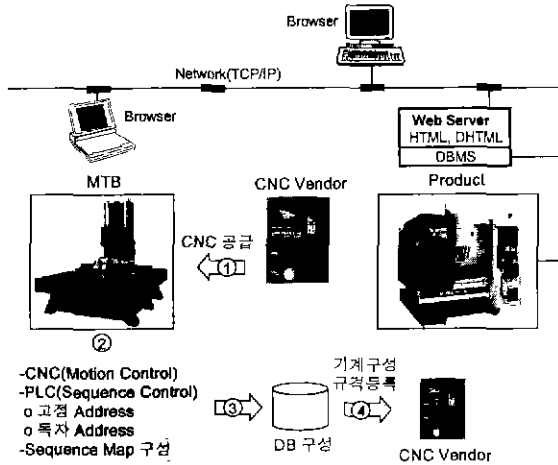 Browser
Network(TCP/IP)
Browser
Web Server
HTML, DHTML
DBMS
MTB
CNC Vendor
Product
CNC 공급
①
②
-CNC(Motion Control)
-PLC(Sequence Control)
o 고정 Address
o 독자 Address
-Sequence Map 구성
③
DB 구성
기계구성
규격등록
④
CNC Vendor